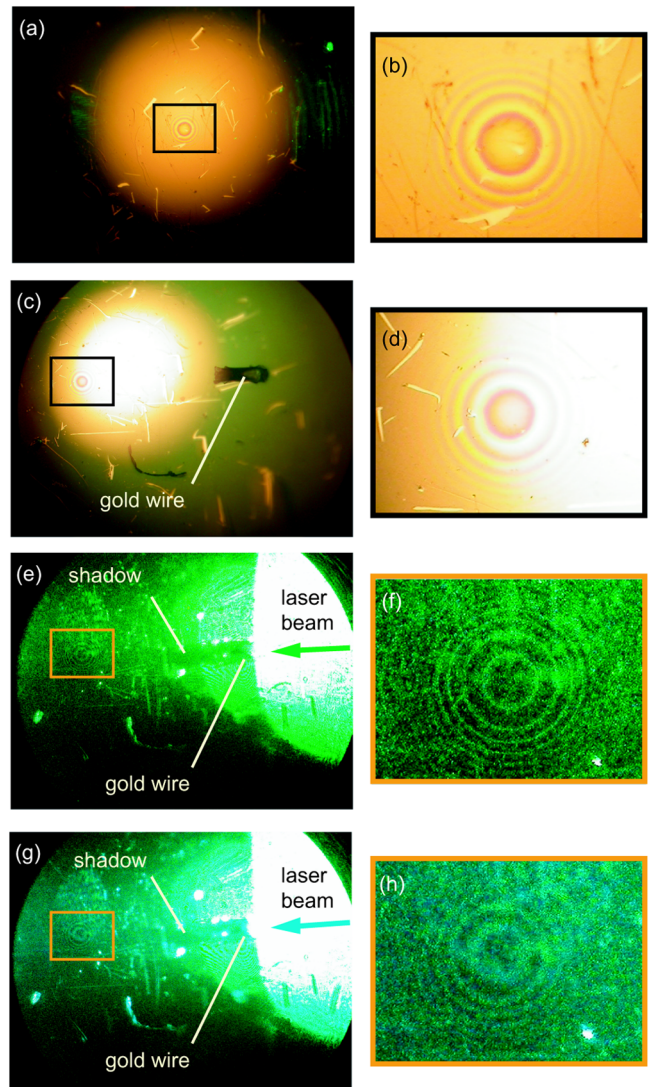 (a)
(b)
(c)
gold wire
(d)
(e)
shadow
laser
beam
gold wire
(f)
(g)
shadow
laser
beam
gold wire
(h)